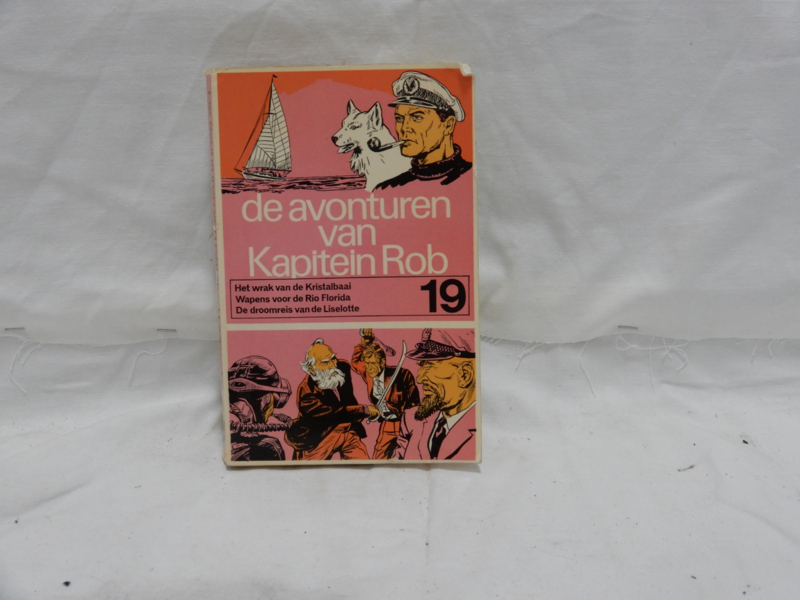 de avonturen
van
Kapitein Rob
Het wrak van de Kristalbaai
Wapens voor de Rio Florida
De droomreis van de Liselotte
19